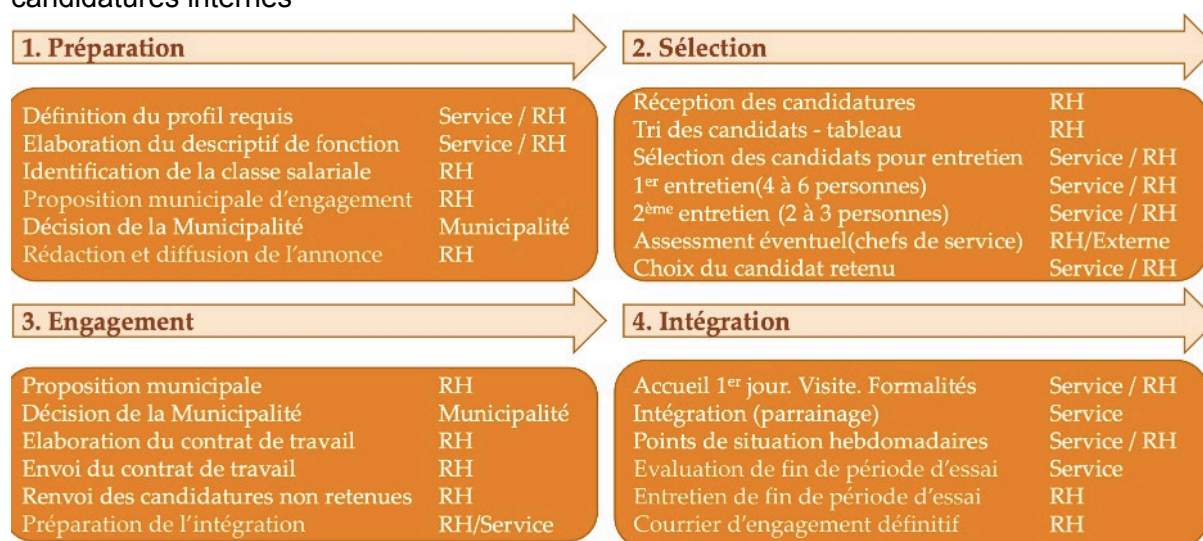 candidatures internes
1. Préparation
Définition du profil requis Service / RH
Elaboration du descriptif de fonction Service / RH
Identification de la classe salariale RH
Proposition municipale d'engagement RH
Décision de la Municipalité Municipalité
Rédaction et diffusion de l'annonce RH
2. Sélection
Réception des candidatures RH
Tri des candidats - tableau RH
Sélection des candidats pour entretien Service / RH
1er entretien(4 à 6 personnes) Service / RH
2ème entretien (2 à 3 personnes) Service / RH
Assessment éventuel(chefs de service) RH/Externe
Choix du candidat retenu Service / RH
3. Engagement
Proposition municipale RH
Décision de la Municipalité Municipalité
Elaboration du contrat de travail RH
Envoi du contrat de travail RH
Renvoi des candidatures non retenues RH
Préparation de l'intégration RH/Service
4. Intégration
Accueil 1er jour. Visite. Formalités Service / RH
Intégration (parrainage) Service
Points de situation hebdomadaires Service / RH
Evaluation de fin de période d'essai Service
Entretien de fin de période d'essai RH
Courrier d'engagement définitif RH